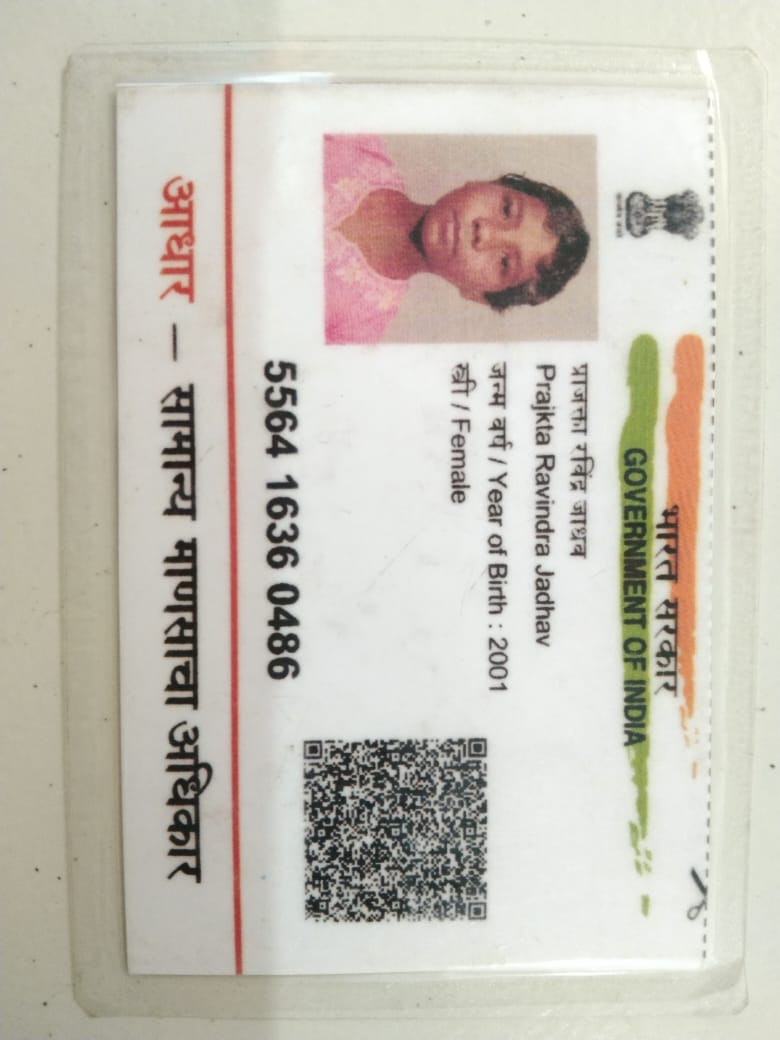 भारत सरकार
GOVERNMENT OF INDIA
प्राजक्ता रविंद्र जाधव
Prajkta Ravindra Jadhav
जन्म वर्ष / Year of Birth : 2001
स्त्री / Female
5564 1636 0486
आधार – सामान्य माणसाचा अधिकार